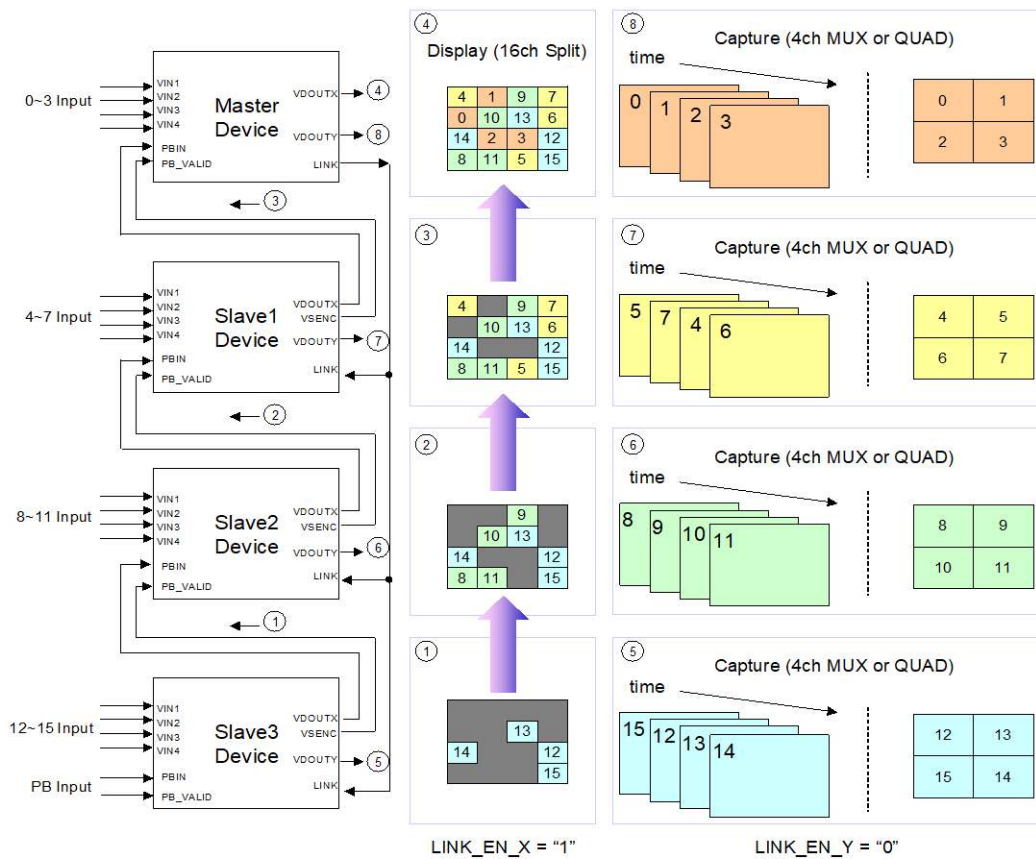 0~3 Input
VIN1
VIN2
VIN3
VIN4
PBIN
PB_VALID
Master
Device
VDOUTX
VDOUTY
LINK
4
8
3
4~7 Input
VIN1
VIN2
VIN3
VIN4
PBIN
PB_VALID
Slave1
Device
VDOUTX
VSENC
VDOUTY
LINK
7
2
8~11 Input
VIN1
VIN2
VIN3
VIN4
PBIN
PB_VALID
Slave2
Device
VDOUTX
VSENC
VDOUTY
LINK
6
1
12~15 Input
PB Input
VIN1
VIN2
VIN3
VIN4
PBIN
PB_VALID
Slave3
Device
VDOUTX
VSENC
VDOUTY
LINK
5
4
Display (16ch Split)
4 1 9 7
0 10 13 6
14 2 3 12
8 11 5 15
3
4 9 7
10 13 6
14 12
8 11 5 15
2
9
10 13
14 12
8 11 15
1
13
14 12
15
LINK_EN_X = “1”
8
Capture (4ch MUX or QUAD)
time
0 1 2 3
0 1
2 3
7
Capture (4ch MUX or QUAD)
time
5 7 4 6
4 5
6 7
6
Capture (4ch MUX or QUAD)
time
8 9 10 11
8 9
10 11
5
Capture (4ch MUX or QUAD)
time
15 12 13 14
12 13
15 14
LINK_EN_Y = “0”